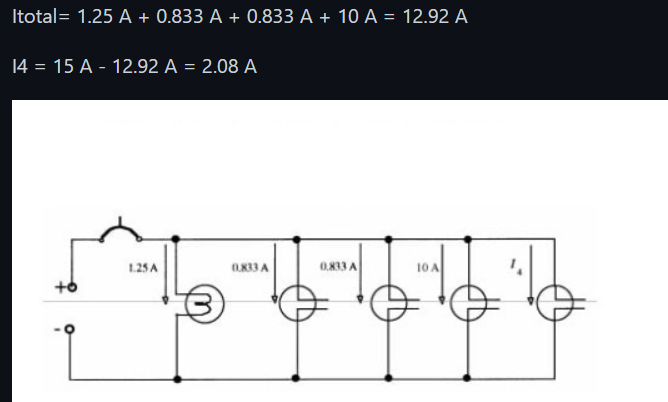 Itotal= 1.25 A + 0.833 A + 0.833 A + 10 A = 12.92 A
I4 = 15 A - 12.92 A = 2.08 A
1.25 A
0.833 A
0.833 A
10 A
I4
+
-